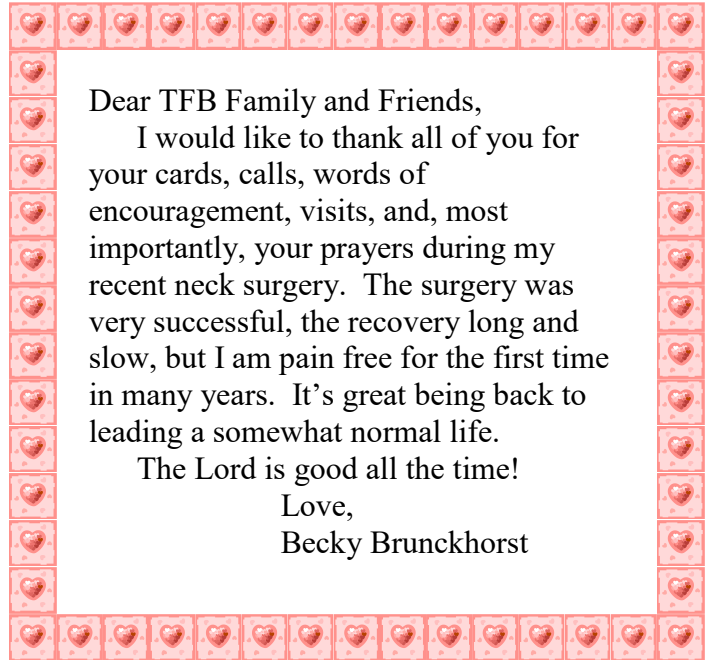 Dear TFB Family and Friends,
I would like to thank all of you for
your cards, calls, words of
encouragement, visits, and, most
importantly, your prayers during my
recent neck surgery.  The surgery was
very successful, the recovery long and
slow, but I am pain free for the first time
in many years.  It’s great being back to
leading a somewhat normal life.
The Lord is good all the time!
Love,
Becky Brunckhorst